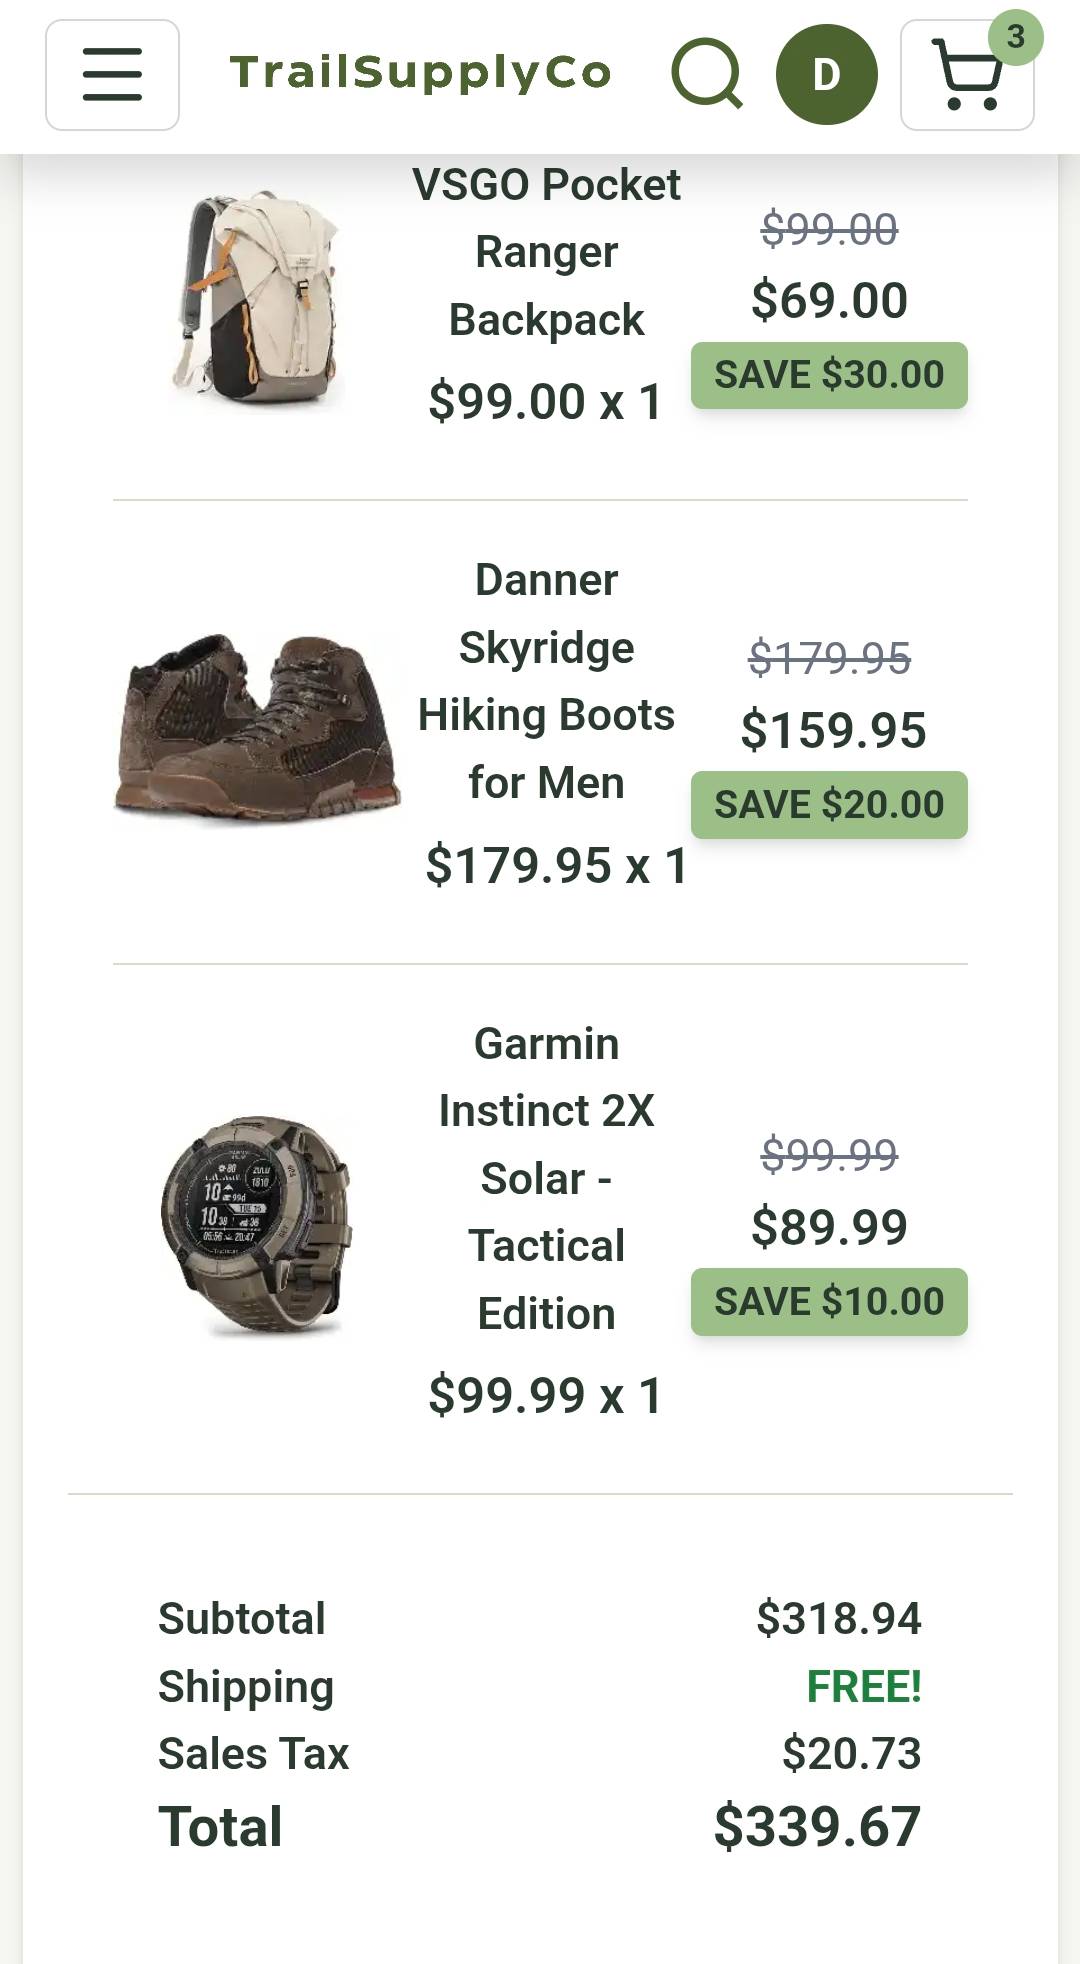 TrailSupplyCo
D
3
VSGO Pocket
Ranger
Backpack
$99.00 x 1
$99.00
$69.00
SAVE $30.00
Danner
Skyridge
Hiking Boots
for Men
$179.95 x 1
$179.95
$159.95
SAVE $20.00
Garmin
Instinct 2X
Solar -
Tactical
Edition
$99.99 x 1
$99.99
$89.99
SAVE $10.00
Subtotal $318.94
Shipping FREE!
Sales Tax $20.73
Total $339.67